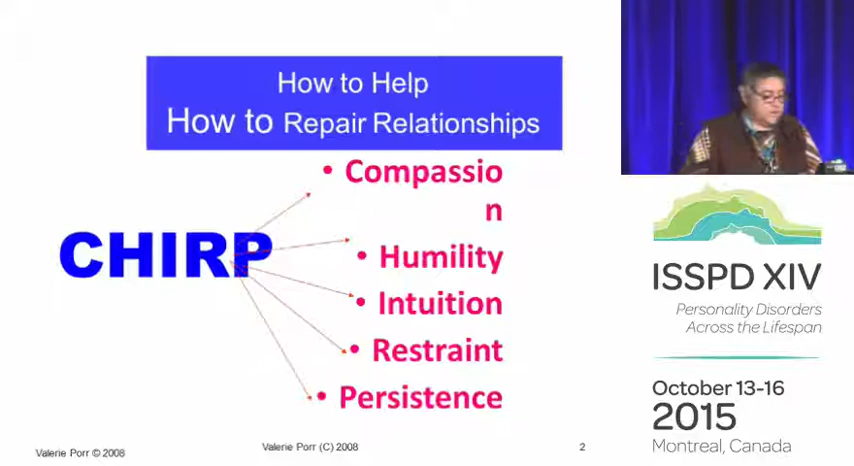 How to Help
How to Repair Relationships
CHIRP
• Compassio
n
• Humility
• Intuition
• Restraint
• Persistence
Valerie Porr © 2008
Valerie Porr (C) 2008
2
ISSPD XIV
Personality Disorders
Across the Lifespan
October 13-16
2015
Montreal, Canada